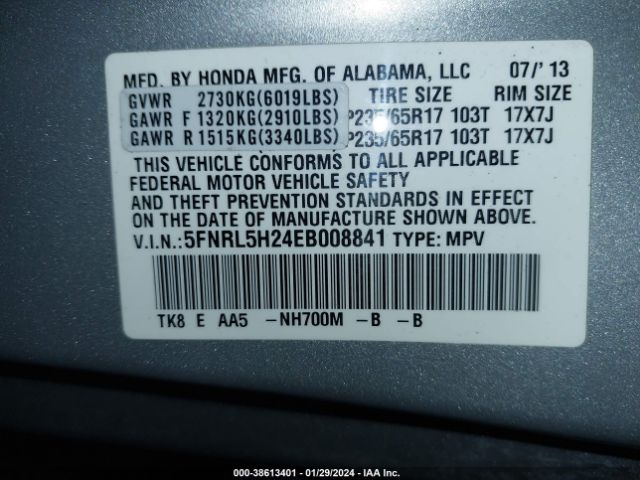 MFD. BY HONDA MFG. OF ALABAMA, LLC 07/'13
GVWR 2730KG(6019LBS) TIRE SIZE RIM SIZE
GAWR F 1320KG(2910LBS) P235/65R17 103T 17X7J
GAWR R 1515KG(3340LBS) P235/65R17 103T 17X7J
THIS VEHICLE CONFORMS TO ALL APPLICABLE
FEDERAL MOTOR VEHICLE SAFETY
AND THEFT PREVENTION STANDARDS IN EFFECT
ON THE DATE OF MANUFACTURE SHOWN ABOVE.
V.I.N.:5FNRL5H24EB008841 TYPE: MPV
TK8 E AA5 -NH700M -B -B
000-38613401 - 01/29/2024 - IAAI.com